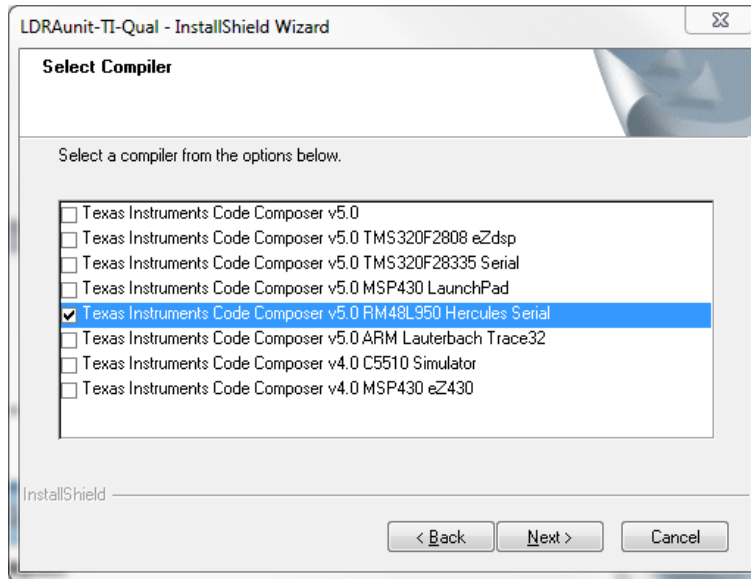 LDRAunit-TI-Qual - InstallShield Wizard
Select Compiler
Select a compiler from the options below.
Texas Instruments Code Composer v5.0
Texas Instruments Code Composer v5.0 TMS320F2808 eZdsp
Texas Instruments Code Composer v5.0 TMS320F28335 Serial
Texas Instruments Code Composer v5.0 MSP430 LaunchPad
Texas Instruments Code Composer v5.0 RM48L950 Hercules Serial
Texas Instruments Code Composer v5.0 ARM Lauterbach Trace32
Texas Instruments Code Composer v4.0 C5510 Simulator
Texas Instruments Code Composer v4.0 MSP430 eZ430
InstallShield
< Back Next > Cancel